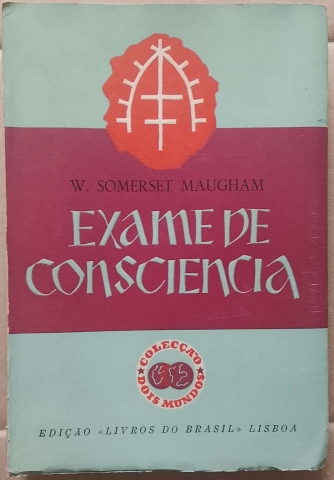 W. SOMERSET MAUGHAM
EXAME DE
CONSCIENCIA
COLECÇÃO
DOIS MUNDOS
EDIÇÃO «LIVROS DO BRASIL» LISBOA